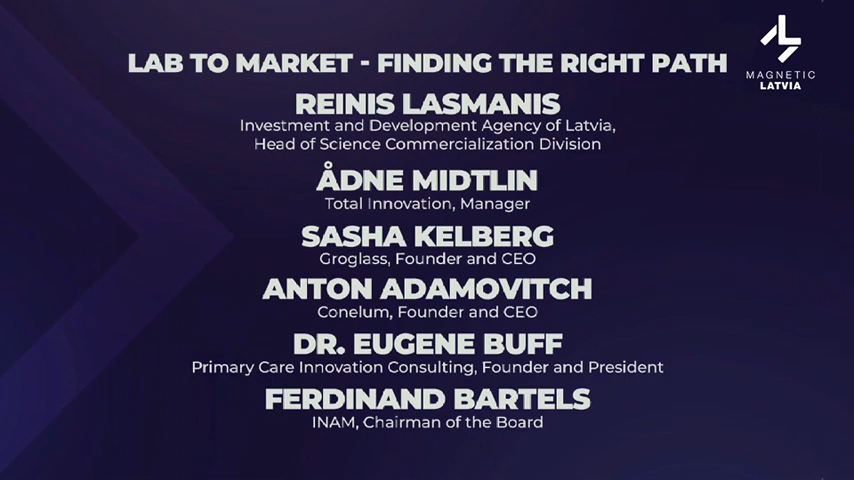 LAB TO MARKET - FINDING THE RIGHT PATH
MAGNETIC
LATVIA
REINIS LASMANIS
Investment and Development Agency of Latvia,
Head of Science Commercialization Division
ÅDNE MIDTLIN
Total Innovation, Manager
SASHA KELBERG
Groglass, Founder and CEO
ANTON ADAMOVITCH
Conelum, Founder and CEO
DR. EUGENE BUFF
Primary Care Innovation Consulting, Founder and President
FERDINAND BARTELS
INAM, Chairman of the Board